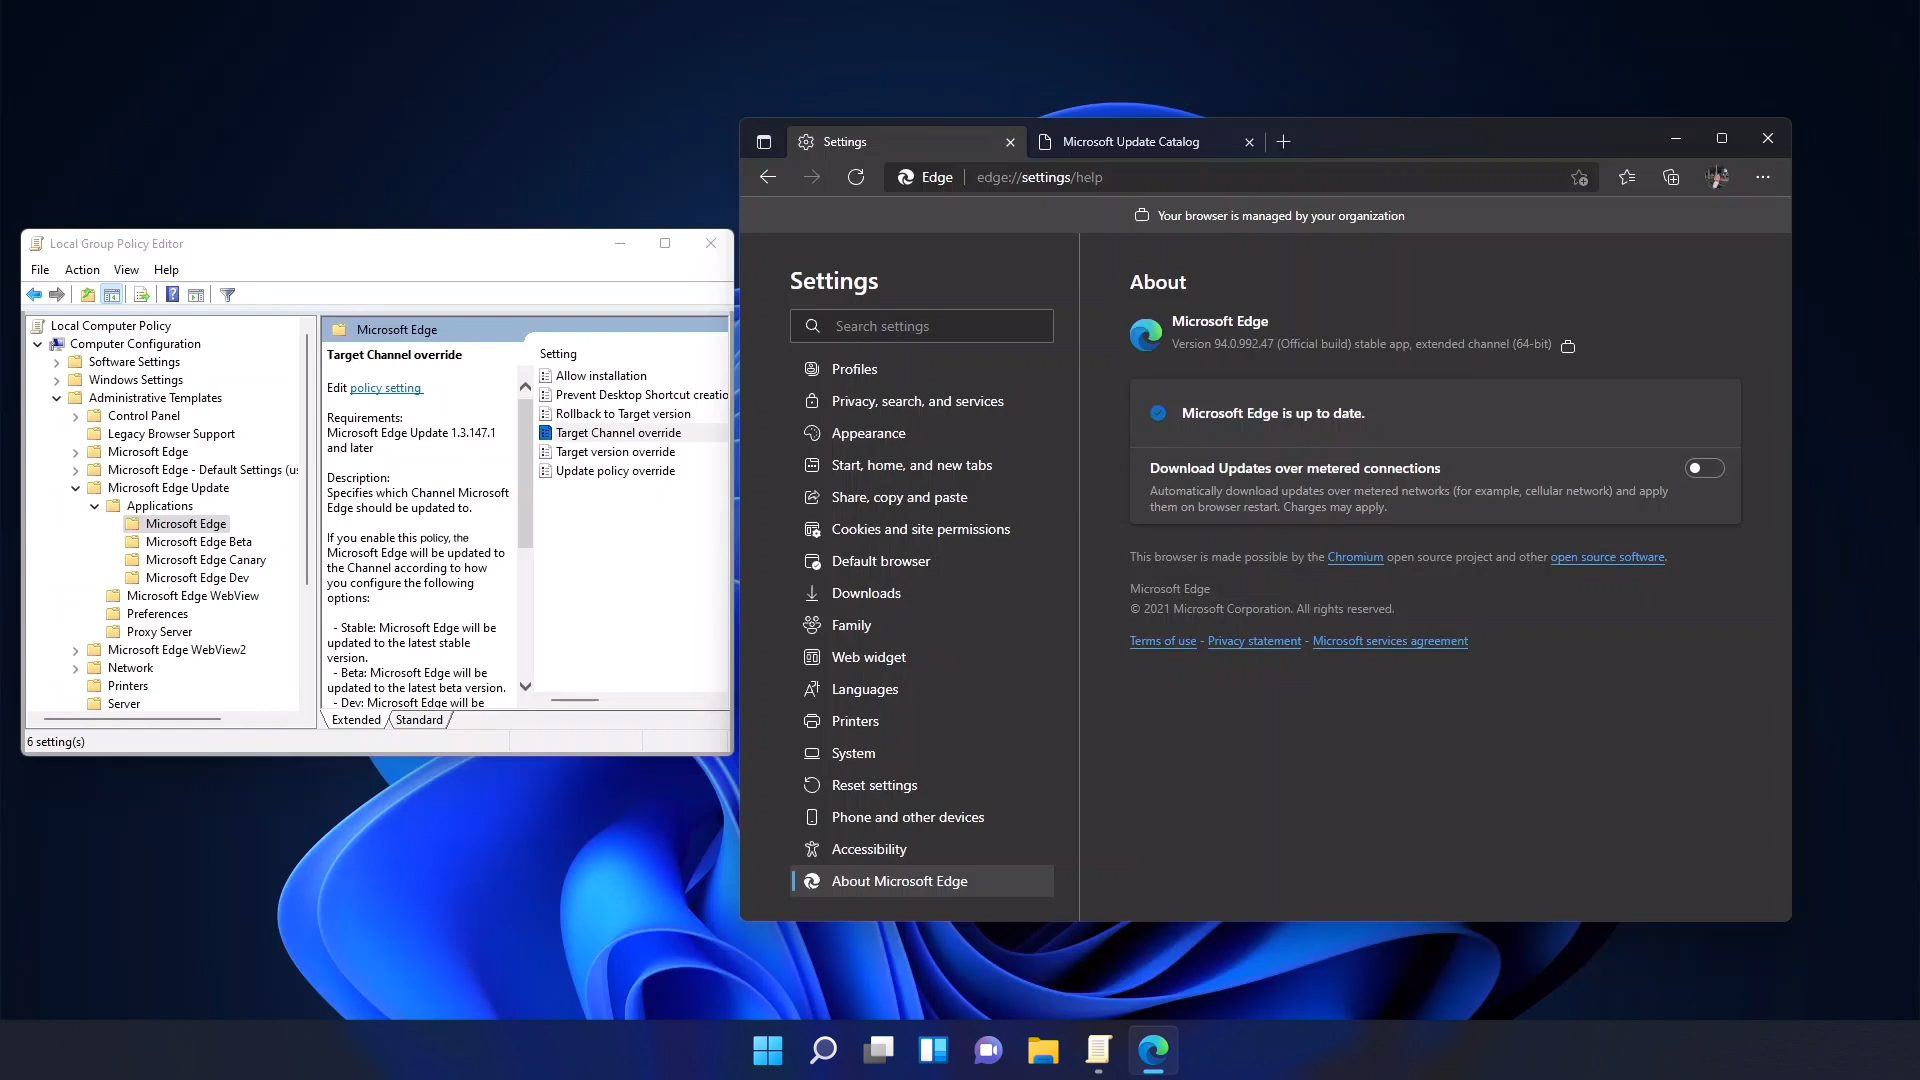 Local Group Policy Editor
File Action View Help
Local Computer Policy
Computer Configuration
Software Settings
Windows Settings
Administrative Templates
Control Panel
Legacy Browser Support
Microsoft Edge
Microsoft Edge - Default Settings (us
Microsoft Edge Update
Applications
Microsoft Edge
Microsoft Edge Beta
Microsoft Edge Canary
Microsoft Edge Dev
Microsoft Edge WebView
Preferences
Proxy Server
Microsoft Edge WebView2
Network
Printers
Server
Microsoft Edge
Target Channel override
Edit policy setting
Requirements:
Microsoft Edge Update 1.3.147.1
and later
Description:
Specifies which Channel Microsoft
Edge should be updated to.
If you enable this policy, the
Microsoft Edge will be updated to
the Channel according to how
you configure the following
options:
- Stable: Microsoft Edge will be
updated to the latest stable
version.
- Beta: Microsoft Edge will be
updated to the latest beta version.
- Dev: Microsoft Edge will be
Setting
Allow installation
Prevent Desktop Shortcut creatio
Rollback to Target version
Target Channel override
Target version override
Update policy override
Extended Standard
6 setting(s)
Settings
Microsoft Update Catalog
Edge edge://settings/help
Your browser is managed by your organization
Settings
Search settings
Profiles
Privacy, search, and services
Appearance
Start, home, and new tabs
Share, copy and paste
Cookies and site permissions
Default browser
Downloads
Family
Web widget
Languages
Printers
System
Reset settings
Phone and other devices
Accessibility
About Microsoft Edge
About
Microsoft Edge
Version 94.0.992.47 (Official build) stable app, extended channel (64-bit)
Microsoft Edge is up to date.
Download Updates over metered connections
Automatically download updates over metered networks (for example, cellular network) and apply
them on browser restart. Charges may apply.
This browser is made possible by the Chromium open source project and other open source software.
Microsoft Edge
© 2021 Microsoft Corporation. All rights reserved.
Terms of use - Privacy statement - Microsoft services agreement